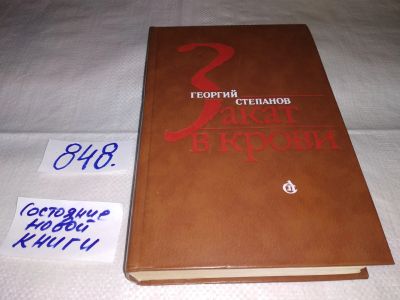 ГЕОРГИЙ
СТЕПАНОВ
Закат
в крови
848.
Состояние
новой
книги